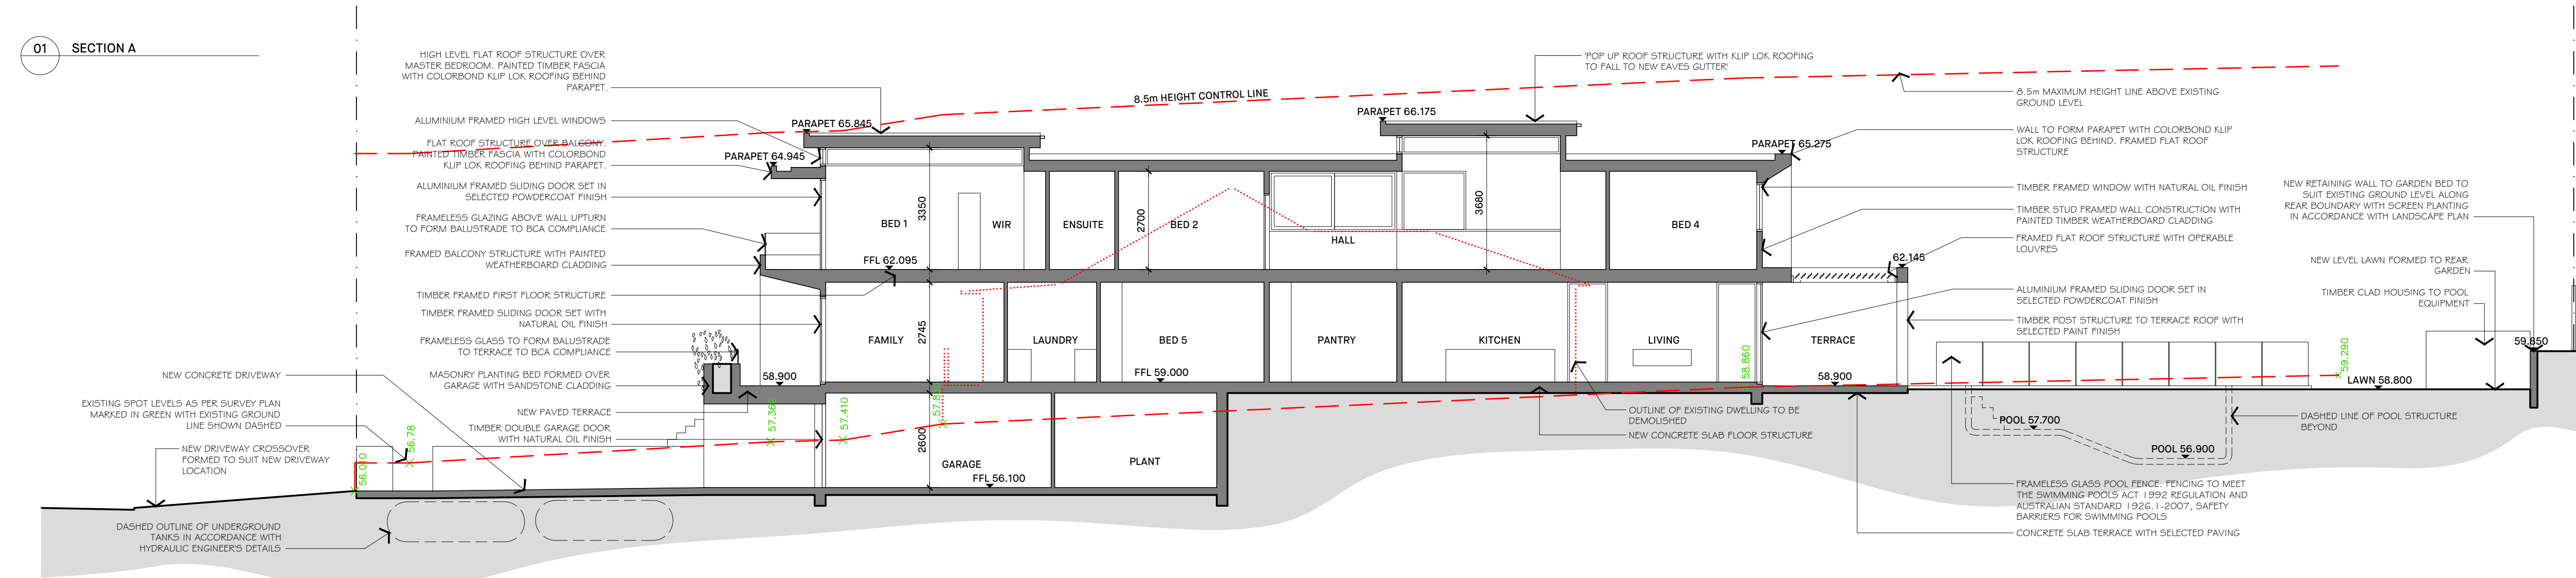 01 SECTION A
HIGH LEVEL FLAT ROOF STRUCTURE OVER
MASTER BEDROOM. PAINTED TIMBER FASCIA
WITH COLORBOND KLIP LOK ROOFING BEHIND
PARAPET.
ALUMINIUM FRAMED HIGH LEVEL WINDOWS
FLAT ROOF STRUCTURE OVER BALCONY.
PAINTED TIMBER FASCIA WITH COLORBOND
KLIP LOK ROOFING BEHIND PARAPET.
ALUMINIUM FRAMED SLIDING DOOR SET IN
SELECTED POWDERCOAT FINISH
FRAMELESS GLAZING ABOVE WALL UPTURN
TO FORM BALUSTRADE TO BCA COMPLIANCE
FRAMED BALCONY STRUCTURE WITH PAINTED
WEATHERBOARD CLADDING
TIMBER FRAMED FIRST FLOOR STRUCTURE
TIMBER FRAMED SLIDING DOOR SET WITH
NATURAL OIL FINISH
FRAMELESS GLASS TO FORM BALUSTRADE
TO TERRACE TO BCA COMPLIANCE
MASONRY PLANTING BED FORMED OVER
GARAGE WITH SANDSTONE CLADDING
NEW PAVED TERRACE
TIMBER DOUBLE GARAGE DOOR
WITH NATURAL OIL FINISH
NEW CONCRETE DRIVEWAY
EXISTING SPOT LEVELS AS PER SURVEY PLAN
MARKED IN GREEN WITH EXISTING GROUND
LINE SHOWN DASHED
NEW DRIVEWAY CROSSOVER
FORMED TO SUIT NEW DRIVEWAY
LOCATION
DASHED OUTLINE OF UNDERGROUND
TANKS IN ACCORDANCE WITH
HYDRAULIC ENGINEER'S DETAILS
56.010
56.78
57.360
57.410
PARAPET 65.845
PARAPET 64.945
8.5m HEIGHT CONTROL LINE
PARAPET 66.175
PARAPET 65.275
BED 1
3350
WIR
ENSUITE
2700
BED 2
HALL
3680
BED 4
FFL 62.095
62.145
FAMILY
2745
LAUNDRY
BED 5
PANTRY
KITCHEN
LIVING
TERRACE
58.900
FFL 59.000
58.860
58.900
2600
GARAGE
PLANT
FFL 56.100
'POP UP ROOF STRUCTURE WITH KLIP LOK ROOFING
TO FALL TO NEW EAVES GUTTER'
8.5m MAXIMUM HEIGHT LINE ABOVE EXISTING
GROUND LEVEL
WALL TO FORM PARAPET WITH COLORBOND KLIP
LOK ROOFING BEHIND. FRAMED FLAT ROOF
STRUCTURE
TIMBER FRAMED WINDOW WITH NATURAL OIL FINISH
TIMBER STUD FRAMED WALL CONSTRUCTION WITH
PAINTED TIMBER WEATHERBOARD CLADDING
FRAMED FLAT ROOF STRUCTURE WITH OPERABLE
LOUVRES
ALUMINIUM FRAMED SLIDING DOOR SET IN
SELECTED POWDERCOAT FINISH
TIMBER POST STRUCTURE TO TERRACE ROOF WITH
SELECTED PAINT FINISH
OUTLINE OF EXISTING DWELLING TO BE
DEMOLISHED
NEW CONCRETE SLAB FLOOR STRUCTURE
NEW RETAINING WALL TO GARDEN BED TO
SUIT EXISTING GROUND LEVEL ALONG
REAR BOUNDARY WITH SCREEN PLANTING
IN ACCORDANCE WITH LANDSCAPE PLAN
NEW LEVEL LAWN FORMED TO REAR
GARDEN
TIMBER CLAD HOUSING TO POOL
EQUIPMENT
59.850
59.290
LAWN 58.800
POOL 57.700
POOL 56.900
DASHED LINE OF POOL STRUCTURE
BEYOND
FRAMELESS GLASS POOL FENCE. FENCING TO MEET
THE SWIMMING POOLS ACT 1992 REGULATION AND
AUSTRALIAN STANDARD 1926.1-2007, SAFETY
BARRIERS FOR SWIMMING POOLS
CONCRETE SLAB TERRACE WITH SELECTED PAVING